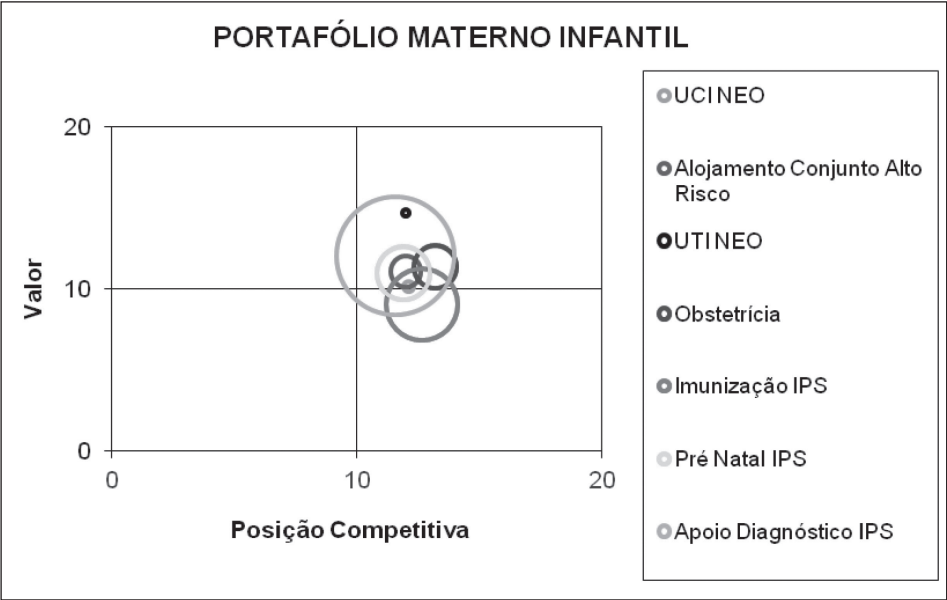 PORTAFÓLIO MATERNO INFANTIL
20
10
0
0
10
20
Valor
Posição Competitiva
UCI NEO
Alojamento Conjunto Alto
Risco
UTI NEO
Obstetrícia
Imunização IPS
Pré Natal IPS
Apoio Diagnóstico IPS